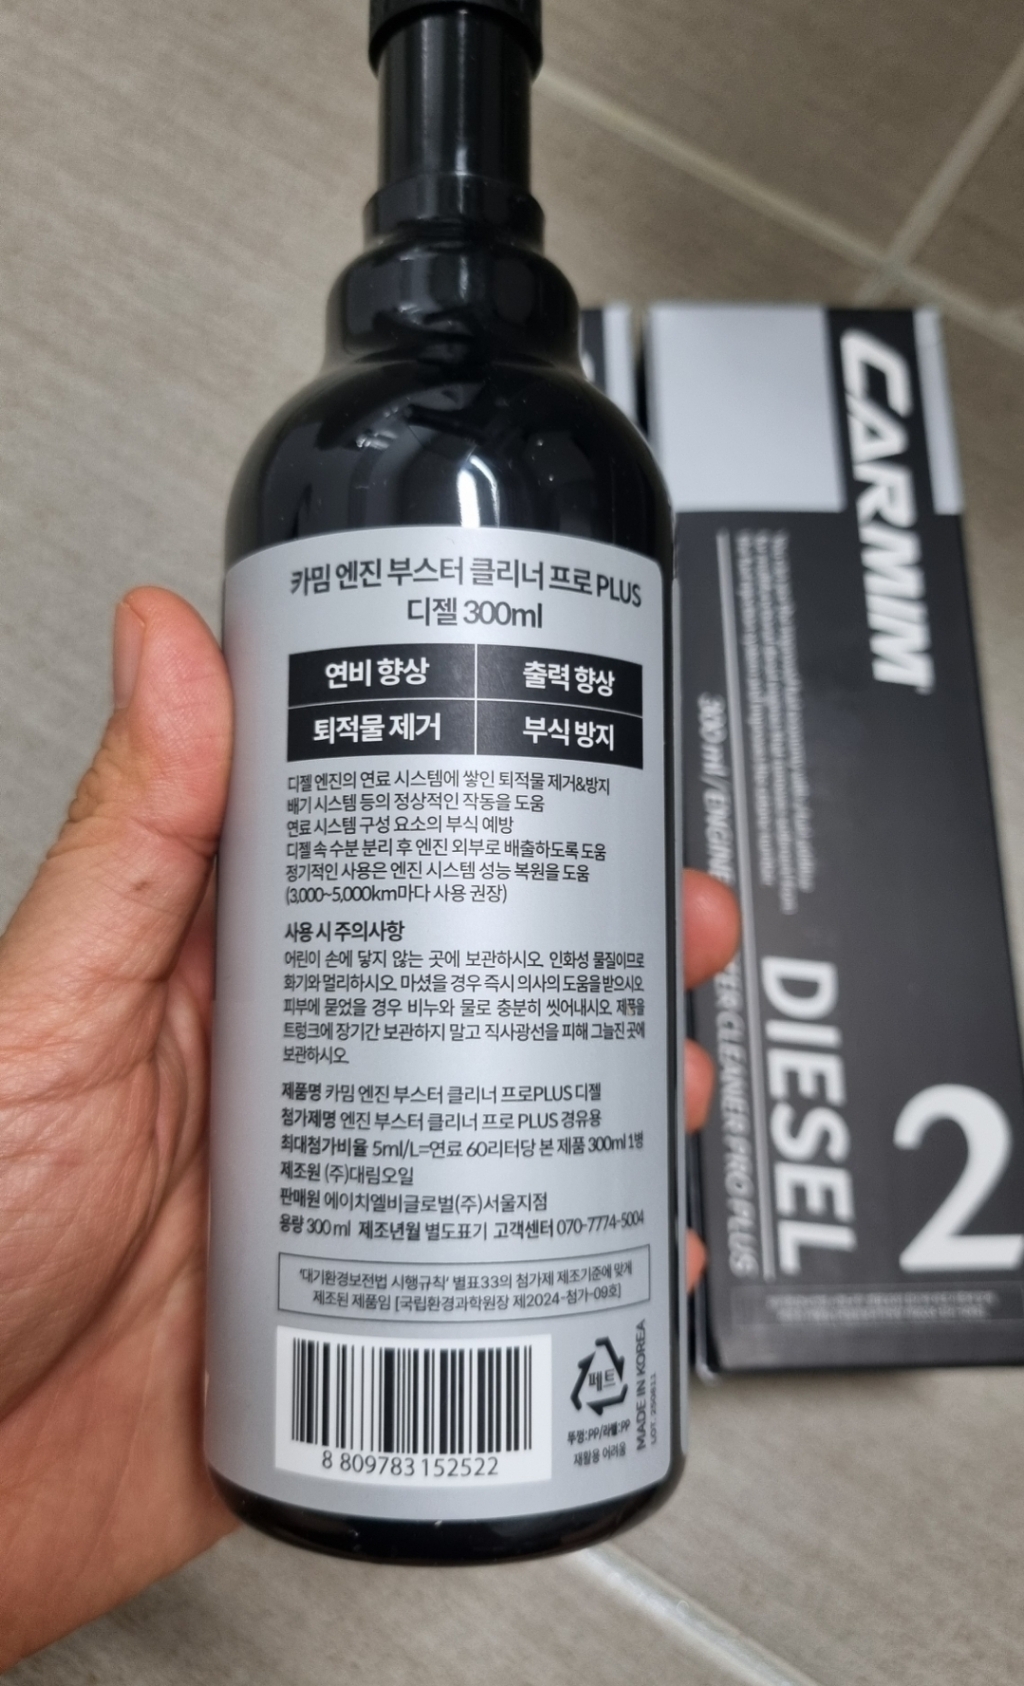 카밈 엔진 부스터 클리너 프로 PLUS
디젤 300ml
연비 향상
출력 향상
퇴적물 제거
부식 방지
디젤 엔진의 연료 시스템에 쌓인 퇴적물 제거&방지
배기 시스템 등의 정상적인 작동을 도움
연료 시스템 구성 요소의 부식 예방
디젤 속 수분 분리 후 엔진 외부로 배출하도록 도움
정기적인 사용은 엔진 시스템 성능 복원을 도움
(3,000~5,000km마다 사용 권장)
사용 시 주의사항
어린이 손에 닿지 않는 곳에 보관하시오. 인화성 물질이므로
화기와 멀리하시오. 마셨을 경우 즉시 의사의 도움을 받으시오.
피부에 묻었을 경우 비누와 물로 충분히 씻어내시오. 제품을
트렁크에 장기간 보관하지 말고 직사광선을 피해 그늘진 곳에
보관하시오.
제품명 카밈 엔진 부스터 클리너 프로PLUS 디젤
첨가제명 엔진 부스터 클리너 프로 PLUS 경유용
최대첨가비율 5ml/L=연료 60리터당 본 제품 300ml 1병
제조원 (주)대림오일
판매원 에이치엘비글로벌(주)서울지점
용량 300ml 제조년월 별도표기 고객센터 070-7774-5004
'대기환경보전법 시행규칙' 별표33의 첨가제 제조기준에 맞게
제조된 제품임 [국립환경과학원장 제2024-첨가-09호]
8 809783 152522
페트
뚜껑:PP/라벨:PP
재활용 어려움
MADE IN KOREA
LOT. 250611
CARMIM
300 ml / ENGINE
CLEANER PRO PLUS
DIESEL
2